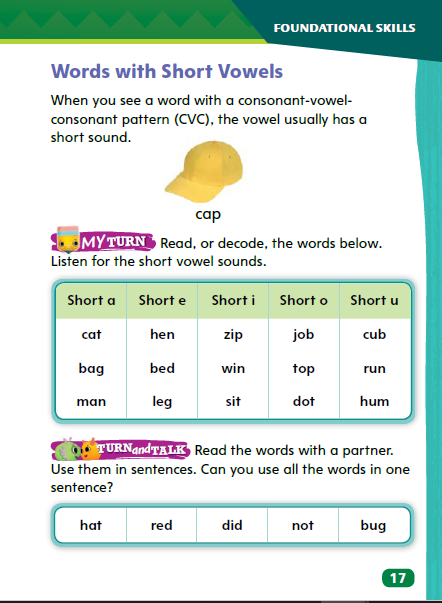 FOUNDATIONAL SKILLS
Words with Short Vowels
When you see a word with a consonant-vowel-
consonant pattern (CVC), the vowel usually has a
short sound.
cap
MY TURN Read, or decode, the words below.
Listen for the short vowel sounds.
Short a Short e Short i Short o Short u
cat hen zip job cub
bag bed win top run
man leg sit dot hum
TURN and TALK Read the words with a partner.
Use them in sentences. Can you use all the words in one
sentence?
hat red did not bug
17